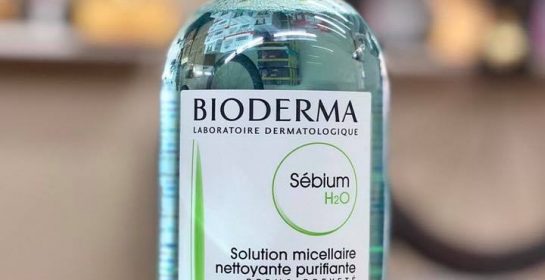 BIODERMA
LABORATOIRE DERMATOLOGIQUE
Sébium
H2O
Solution micellaire
nettoyante purifiante